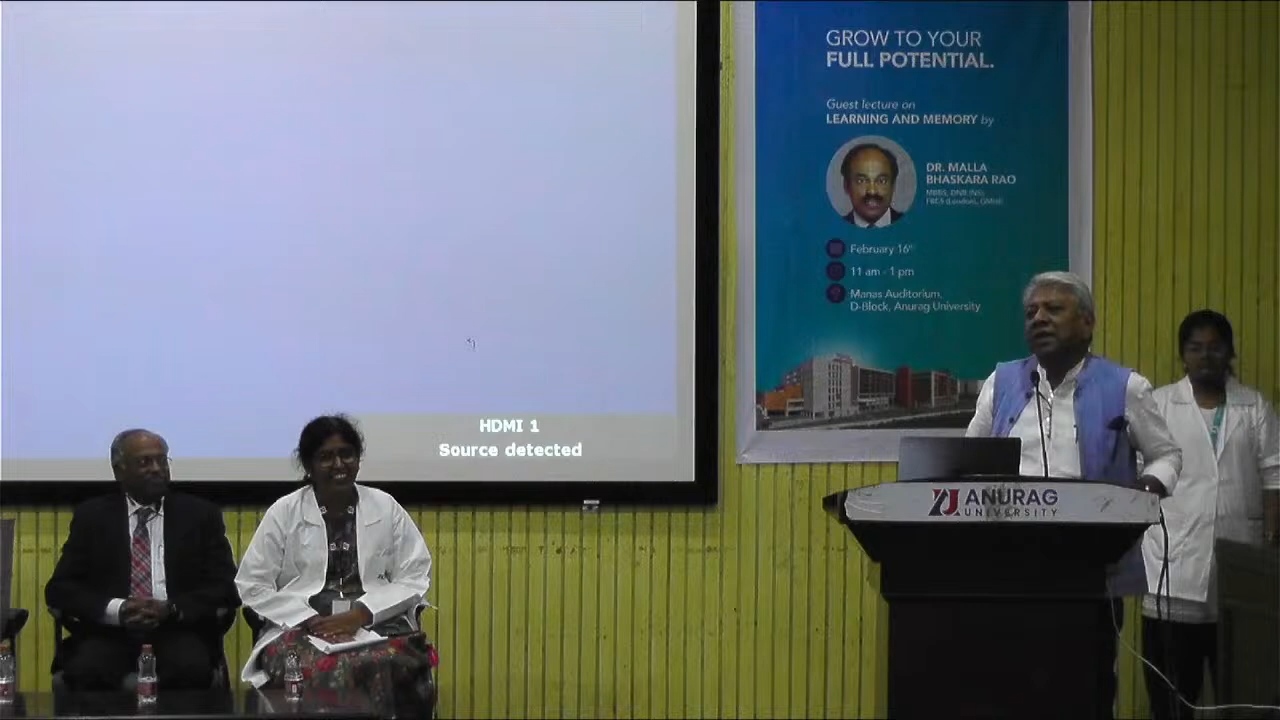 GROW TO YOUR
FULL POTENTIAL.
Guest lecture on
LEARNING AND MEMORY by
DR. MALLA
BHASKARA RAO
February 16th
11 am - 1 pm
Manas Auditorium,
D-Block, Anurag University
HDMI 1
Source detected
ANURAG
UNIVERSITY